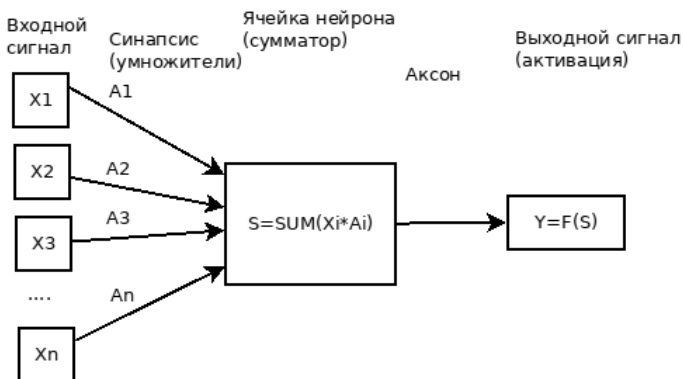 Входной
сигнал
Синапсис
(умножители)
Ячейка нейрона
(сумматор)
Аксон
Выходной сигнал
(активация)
X1
A1
X2
A2
X3
A3
....
An
Xn
S=SUM(Xi*Ai)
Y=F(S)